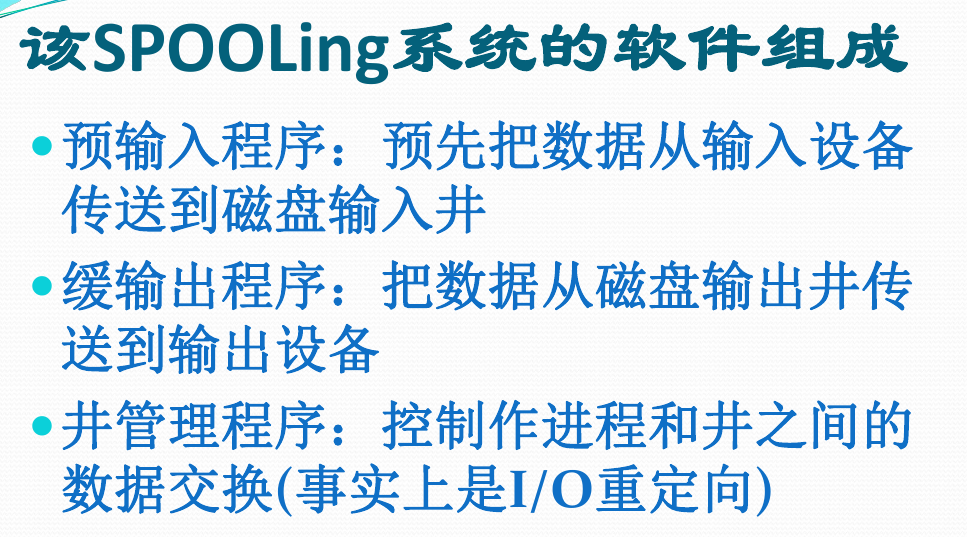 该SPOOLing系统的软件组成
•预输入程序：预先把数据从输入设备
传送到磁盘输入井
•缓输出程序：把数据从磁盘输出井传
送到输出设备
•井管理程序：控制作进程和井之间的
数据交换(事实上是I/O重定向)